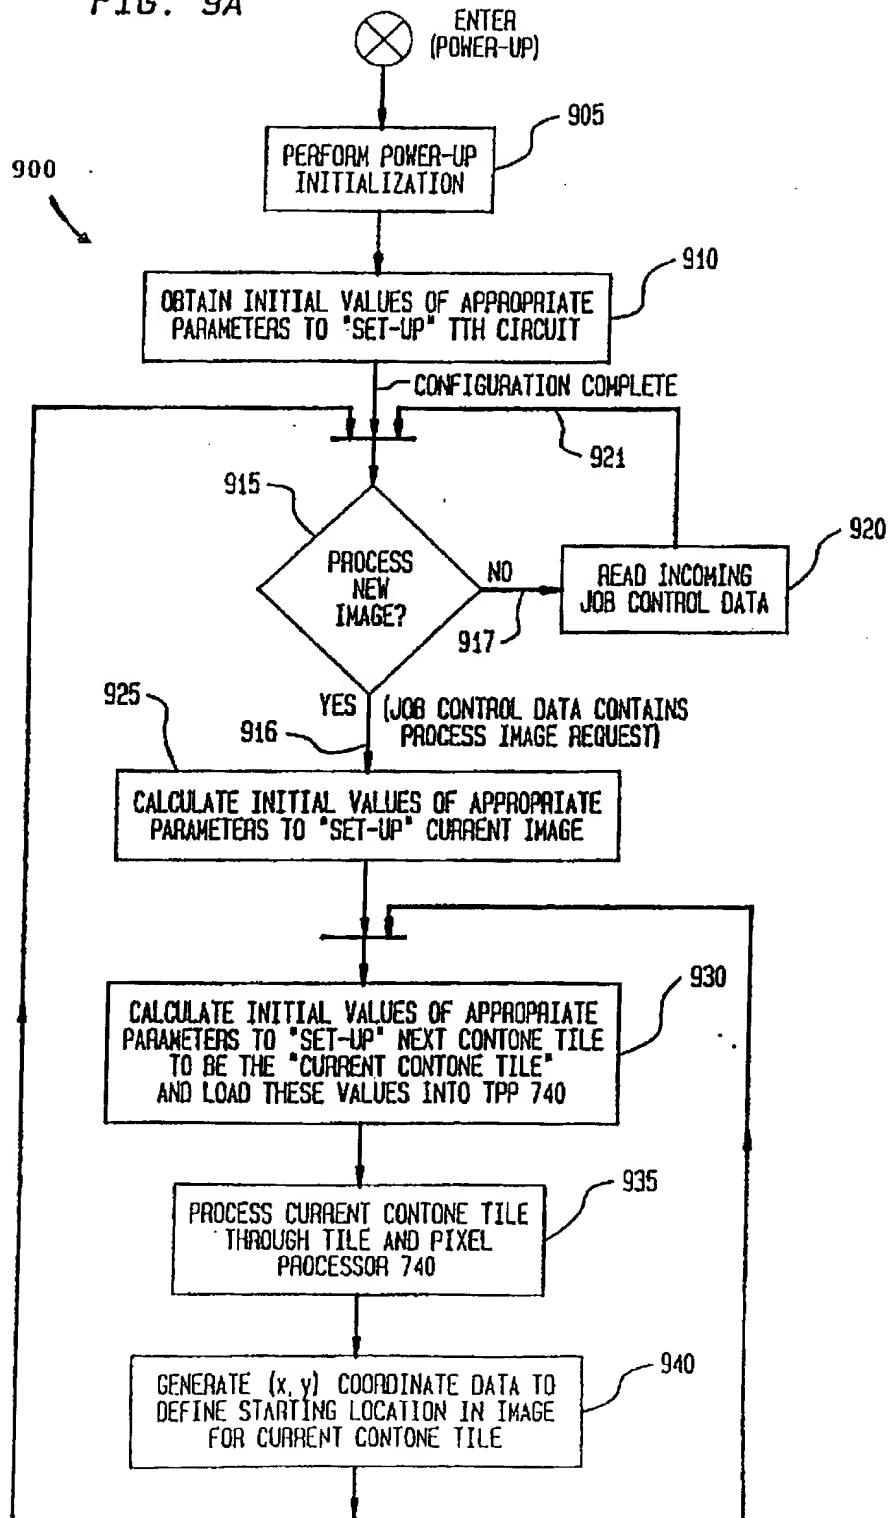 FIG. 9A
ENTER
(POWER-UP)
905
PERFORM POWER-UP
INITIALIZATION
900
910
OBTAIN INITIAL VALUES OF APPROPRIATE
PARAMETERS TO "SET-UP" TTH CIRCUIT
CONFIGURATION COMPLETE
921
915
920
PROCESS
NEW
IMAGE?
NO
READ INCOMING
JOB CONTROL DATA
917
925
YES
(JOB CONTROL DATA CONTAINS
PROCESS IMAGE REQUEST)
916
CALCULATE INITIAL VALUES OF APPROPRIATE
PARAMETERS TO "SET-UP" CURRENT IMAGE
930
CALCULATE INITIAL VALUES OF APPROPRIATE
PARAMETERS TO "SET-UP" NEXT CONTONE TILE
TO BE THE "CURRENT CONTONE TILE"
AND LOAD THESE VALUES INTO TPP 740
935
PROCESS CURRENT CONTONE TILE
THROUGH TILE AND PIXEL
PROCESSOR 740
940
GENERATE (x, y) COORDINATE DATA TO
DEFINE STARTING LOCATION IN IMAGE
FOR CURRENT CONTONE TILE